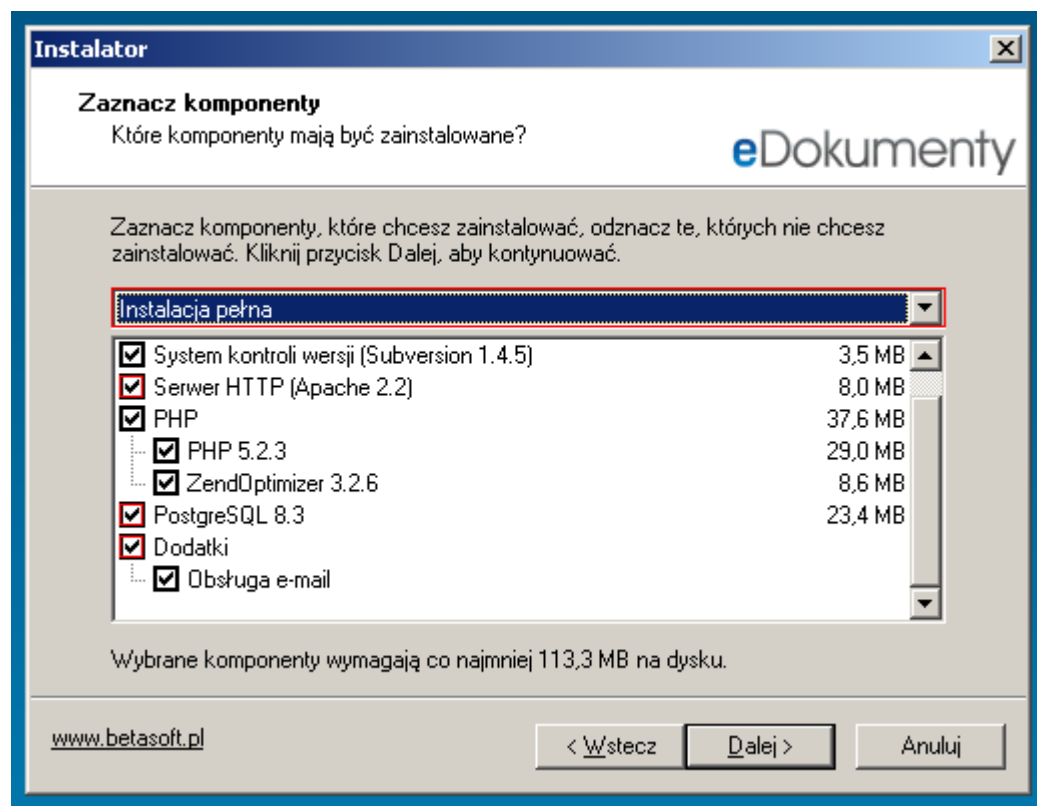 Instalator
Zaznacz komponenty
Które komponenty mają być zainstalowane?
eDokumenty
Zaznacz komponenty, które chcesz zainstalować, odznacz te, których nie chcesz
zainstalować. Kliknij przycisk Dalej, aby kontynuować.
Instalacja pełna
System kontroli wersji (Subversion 1.4.5) 3,5 MB
Serwer HTTP (Apache 2.2) 8,0 MB
PHP 37,6 MB
PHP 5.2.3 29,0 MB
ZendOptimizer 3.2.6 8,6 MB
PostgreSQL 8.3 23,4 MB
Dodatki
Obsługa e-mail
Wybrane komponenty wymagają co najmniej 113,3 MB na dysku.
www.betasoft.pl < Wstecz Dalej > Anuluj